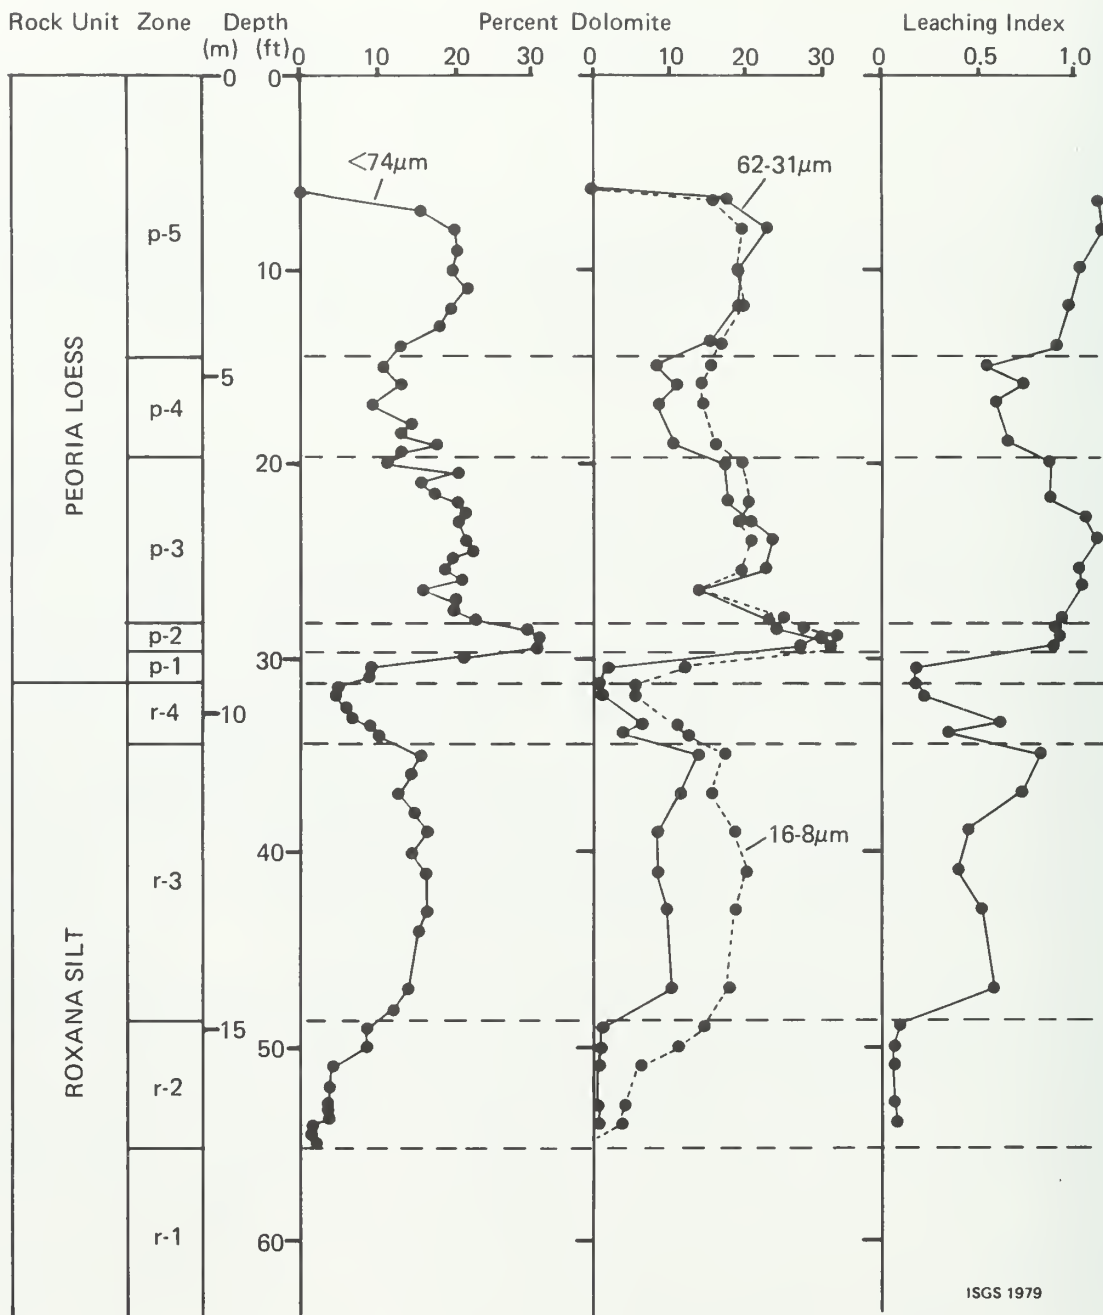 Rock Unit Zone Depth Percent Dolomite Leaching Index
(m) (ft) 0 10 20 30 0 10 20 30 0 0.5 1.0
0 0
<74μm 62-31μm
p-5
10
5
p-4
PEORIA LOESS
20
p-3
p-2
30
p-1
r-4
10
16-8μm
40
r-3
ROXANA SILT
15
50
r-2
r-1
60
ISGS 1979